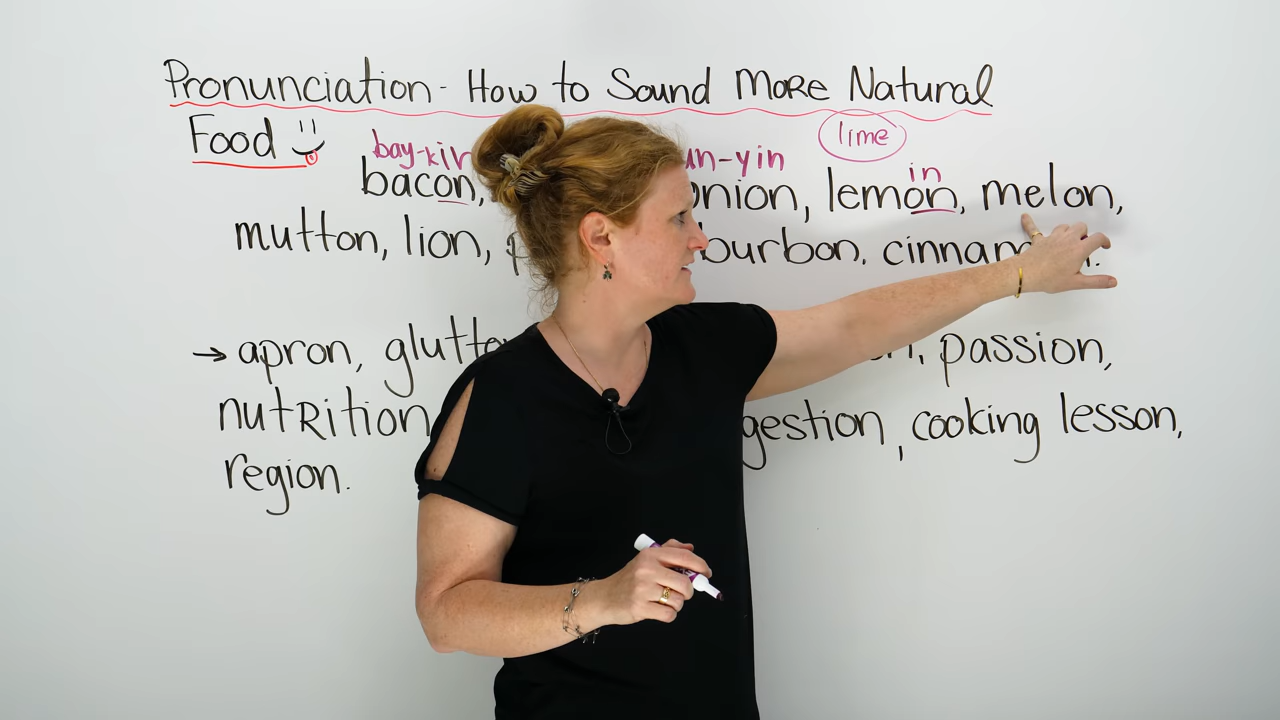 Pronunciation - How to Sound More Natural
Food lime
bay-kin un-yin in
bacon, onion, lemon, melon,
mutton, lion, bourbon. cinnamon.
→ apron, glutton, passion,
nutrition, gestion, cooking lesson,
region.